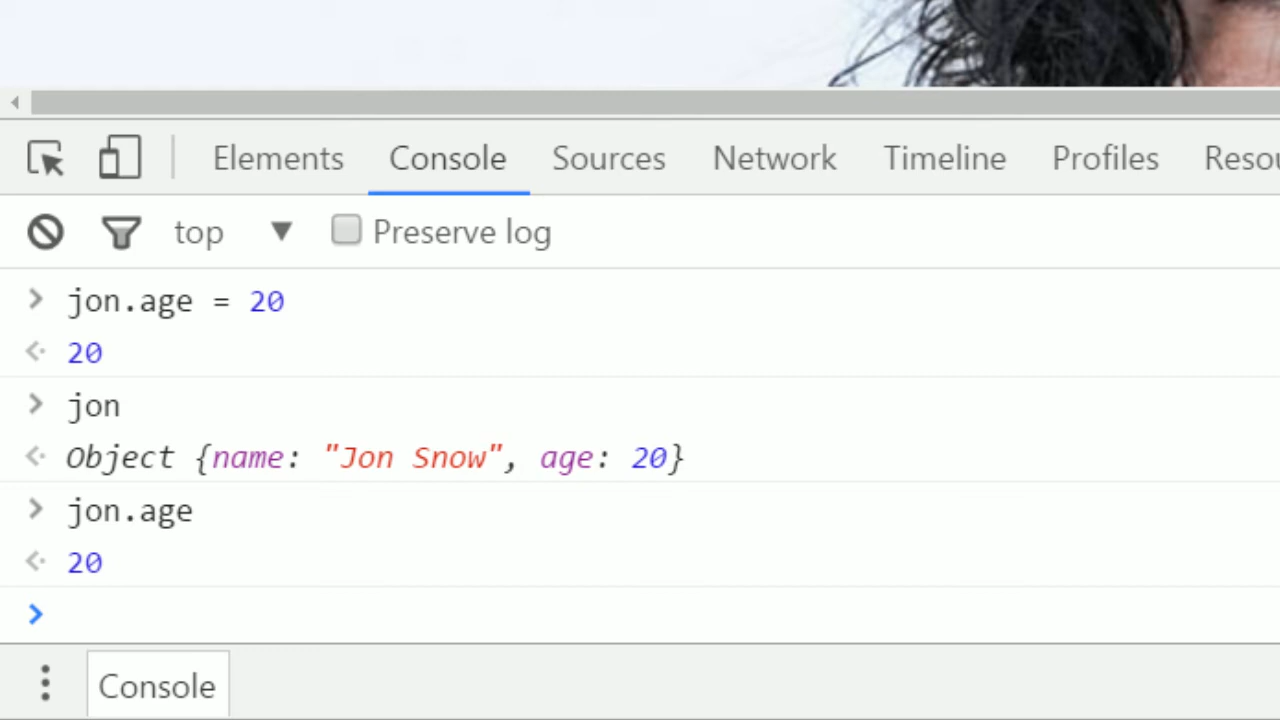 Elements Console Sources Network Timeline Profiles
top Preserve log
> jon.age = 20
20
> jon
Object {name: "Jon Snow", age: 20}
> jon.age
20
>
Console